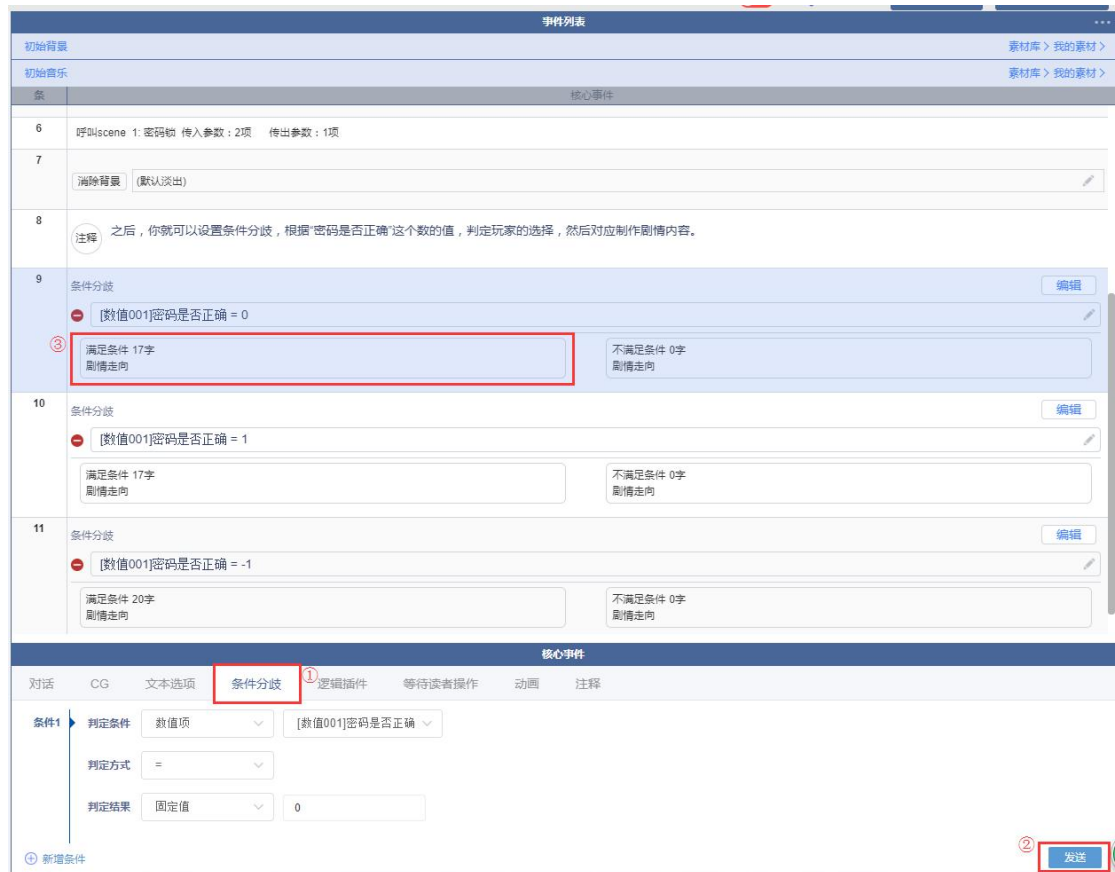 事件列表
初始背景 素材库 > 我的素材 >
初始音乐 素材库 > 我的素材 >
条 核心事件
6 呼叫scene 1: 密码锁 传入参数：2项 传出参数：1项
7
消除背景 (默认淡出)
8 注释 之后，你就可以设置条件分歧，根据“密码是否正确”这个数的值，判定玩家的选择，然后对应制作剧情内容。
9 条件分歧 编辑
[数值001]密码是否正确 = 0
③ 满足条件 17字 不满足条件 0字
剧情走向 剧情走向
10 条件分歧 编辑
[数值001]密码是否正确 = 1
满足条件 17字 不满足条件 0字
剧情走向 剧情走向
11 条件分歧 编辑
[数值001]密码是否正确 = -1
满足条件 20字 不满足条件 0字
剧情走向 剧情走向
核心事件
对话 CG 文本选项 条件分歧 ① 逻辑插件 等待读者操作 动画 注释
条件1 判定条件 数值项 [数值001]密码是否正确
判定方式 =
判定结果 固定值 0
新增条件 ② 发送